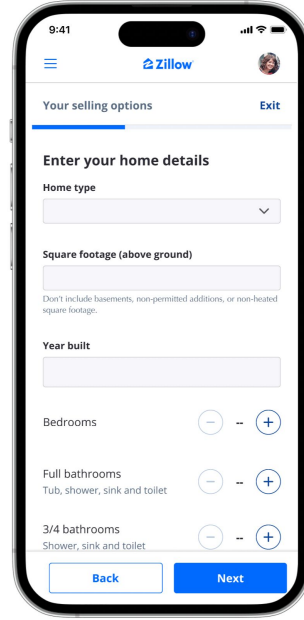 9:41
Zillow
Your selling options Exit
Enter your home details
Home type
Square footage (above ground)
Don't include basements, non-permitted additions, or non-heated
square footage.
Year built
Bedrooms -- 
Full bathrooms --
Tub, shower, sink and toilet
3/4 bathrooms --
Shower, sink and toilet
Back Next